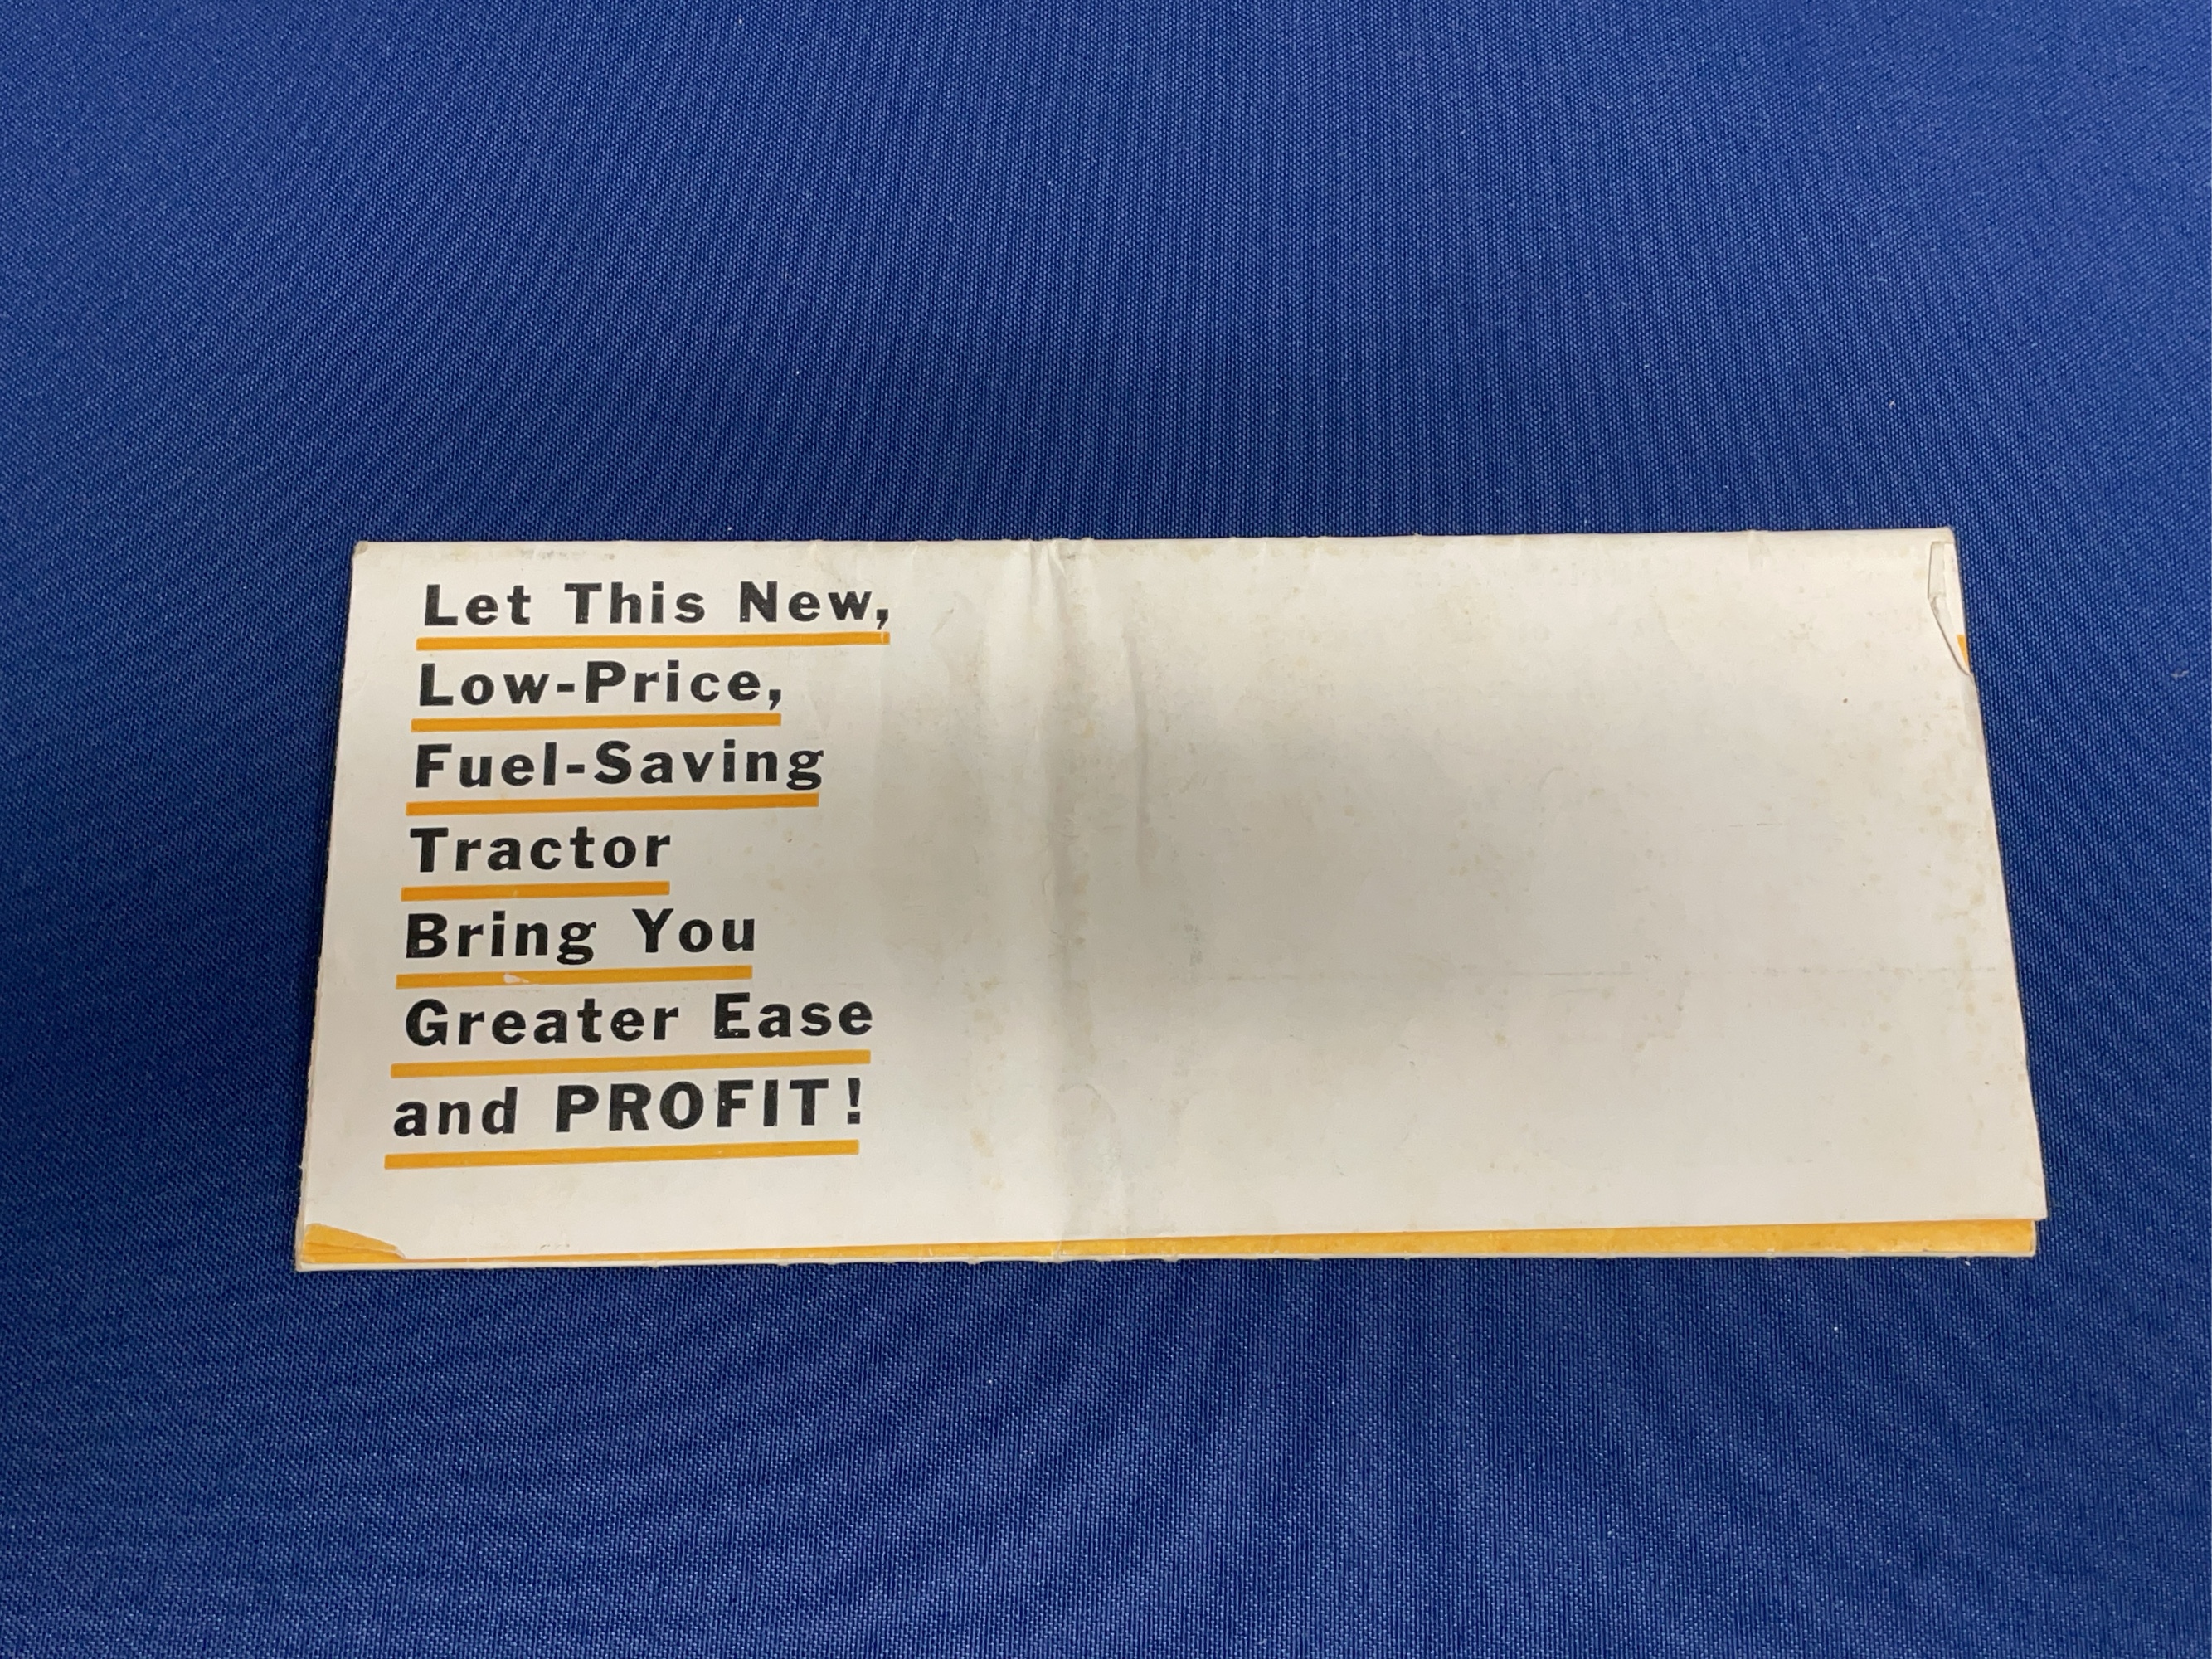 Let This New,
Low-Price,
Fuel-Saving
Tractor
Bring You
Greater Ease
and PROFIT!